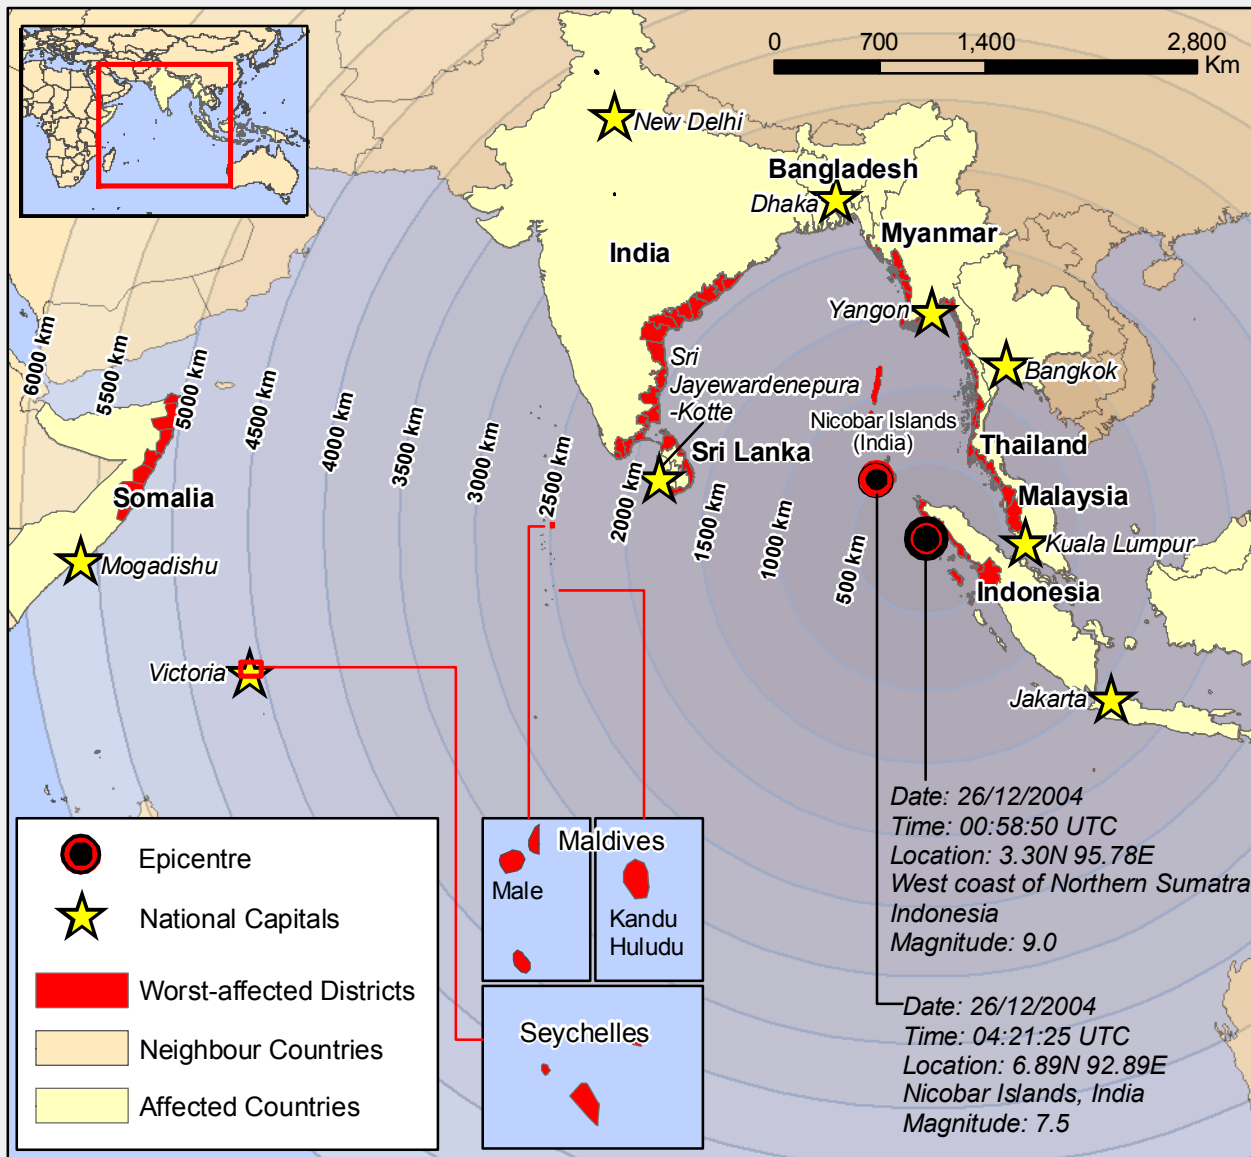 0 700 1,400 2,800
Km
New Delhi
Bangladesh
Dhaka
Myanmar
India
Yangon
Sri
Jayewardenepura
-Kotte
Bangkok
Nicobar Islands
(India)
Sri Lanka
Thailand
Malaysia
Kuala Lumpur
Indonesia
Jakarta
Somalia
Mogadishu
Victoria
6000 km
5500 km
5000 km
4500 km
4000 km
3500 km
3000 km
2500 km
2000 km
1500 km
1000 km
500 km
Date: 26/12/2004
Time: 00:58:50 UTC
Location: 3.30N 95.78E
West coast of Northern Sumatra
Indonesia
Magnitude: 9.0
Date: 26/12/2004
Time: 04:21:25 UTC
Location: 6.89N 92.89E
Nicobar Islands, India
Magnitude: 7.5
Maldives
Male
Kandu
Huludu
Seychelles
Epicentre
National Capitals
Worst-affected Districts
Neighbour Countries
Affected Countries